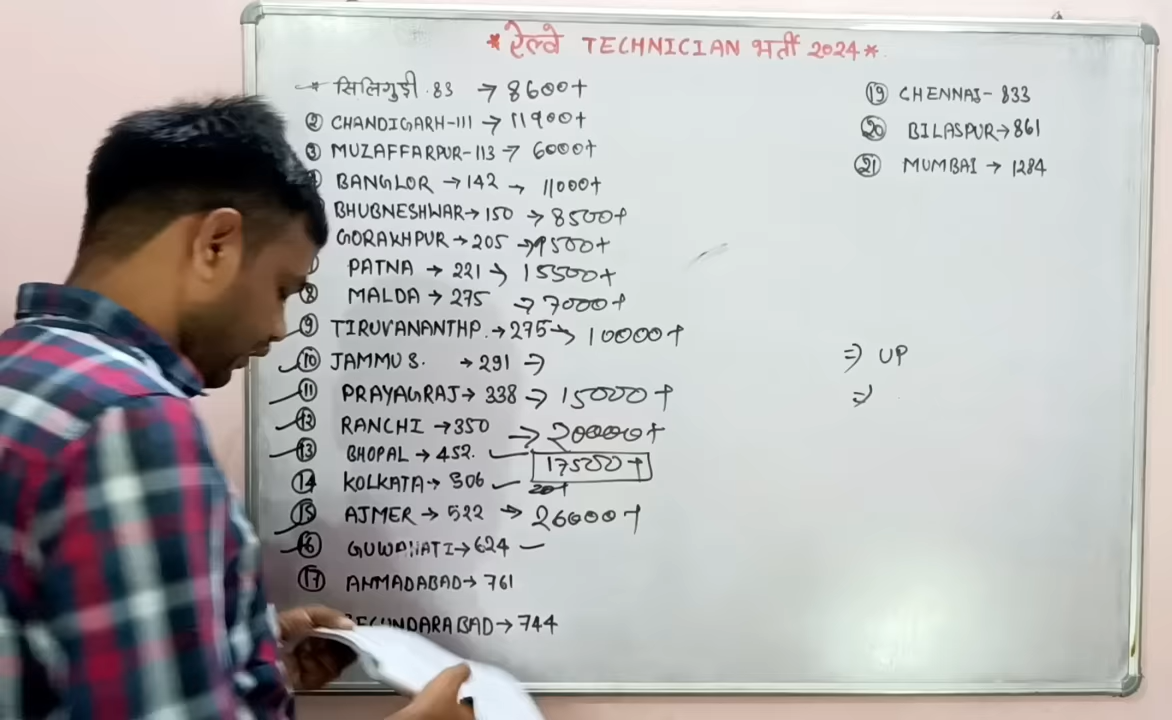 * रेल्वे TECHNICIAN भर्ती 2024 *
* सिलिगुड़ी . 83 → 8600+
② CHANDIGARH-111 → 11900+
③ MUZAFFARPUR-113 → 6000+
BANGLOR → 142 → 11000+
BHUBNESHWAR → 150 → 8500+
GORAKHPUR → 205 → 9500+
PATNA → 221 → 15500+
⑧ MALDA → 275 → 7000+
⑨ TIRUVANANTHP. → 275 → 10000+
⑩ JAMMU S. → 291 →
⑪ PRAYAGRAJ → 338 → 15000+
⑫ RANCHI → 350 → 20000+
⑬ BHOPAL → 452. – 17500+
⑭ KOLKATA → 506 –
⑮ AJMER → 522 → 26000+
⑯ GUWAHATI → 624 –
⑰ AHMADABAD → 761
SECUNDARABAD → 744
⑲ CHENNAI - 833
⑳ BILASPUR → 861
㉑ MUMBAI → 1284
⇒ UP
⇒